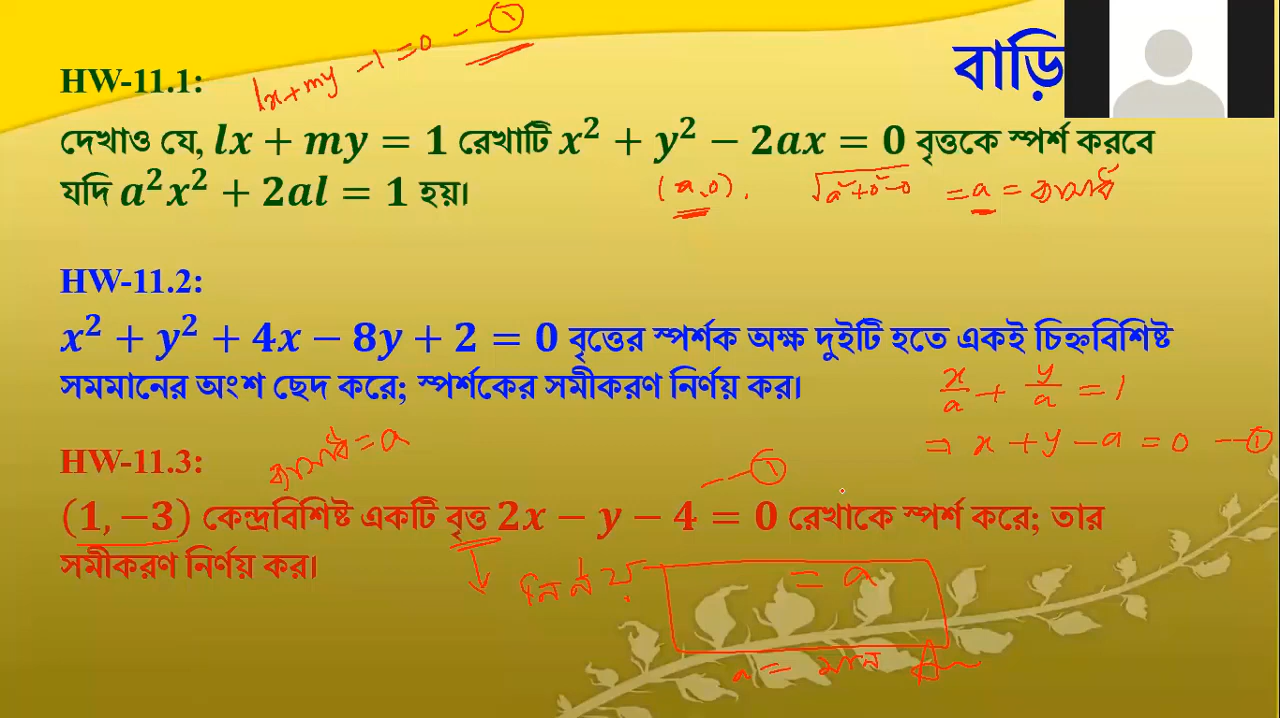 বাড়ি
lx + my - 1 = 0 --- ①
HW-11.1:
দেখাও যে, lx + my = 1 রেখাটি x² + y² − 2ax = 0 বৃত্তকে স্পর্শ করবে
যদি a²x² + 2al = 1 হয়।
(a, 0). √a²+0²-0 = a = ব্যাসার্ধ
HW-11.2:
x² + y² + 4x − 8y + 2 = 0 বৃত্তের স্পর্শক অক্ষ দুইটি হতে একই চিহ্নবিশিষ্ট
সমমানের অংশ ছেদ করে; স্পর্শকের সমীকরণ নির্ণয় কর।
x/a + y/a = 1
⇒ x + y - a = 0 --- ①
ব্যাসার্ধ = a
HW-11.3:
--- ①
(1, −3) কেন্দ্রবিশিষ্ট একটি বৃত্ত 2x − y − 4 = 0 রেখাকে স্পর্শ করে; তার
সমীকরণ নির্ণয় কর।
নির্ণেয় = a
a = মান